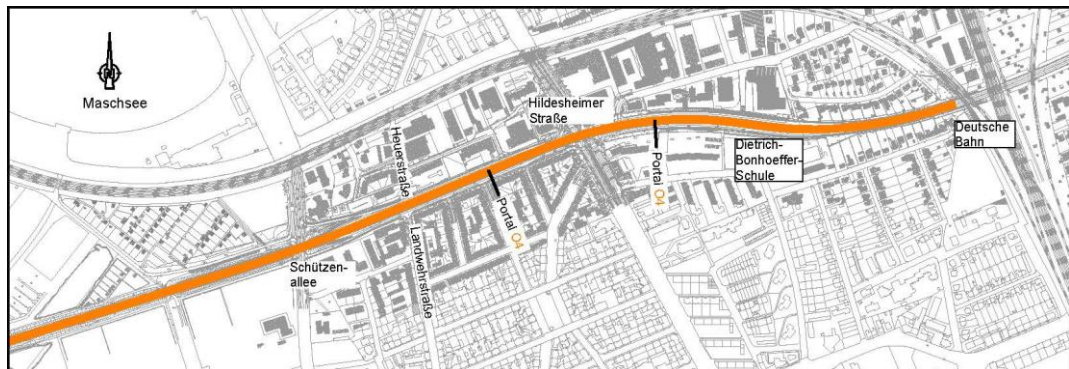 N
Maschsee
Hildesheimer
Straße
Heuerstraße
Portal O4
Landwehrstraße
Schützen-
allee
Portal O4
Dietrich-
Bonhoeffer-
Schule
Deutsche
Bahn